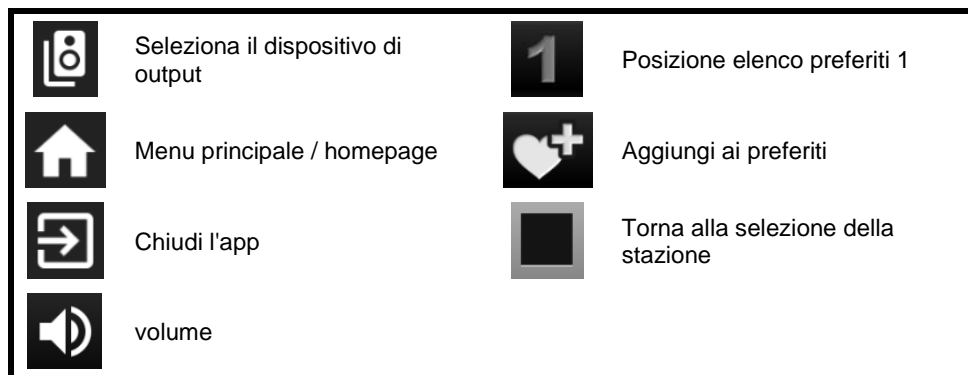 Seleziona il dispositivo di
output
1
Posizione elenco preferiti 1
Menu principale / homepage
Aggiungi ai preferiti
Chiudi l'app
Torna alla selezione della
stazione
volume